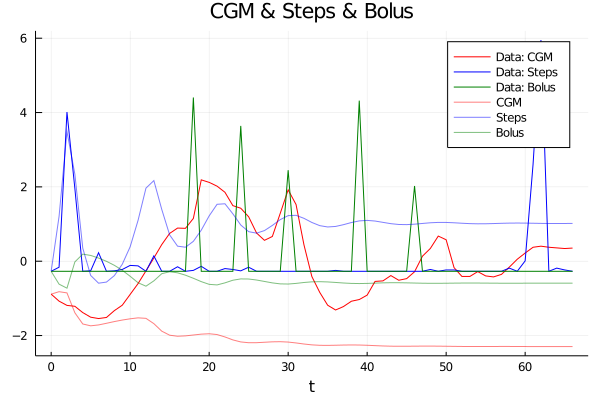 CGM & Steps & Bolus
6
4
2
0
−2
0
10
20
30
40
50
60
t
Data: CGM
Data: Steps
Data: Bolus
CGM
Steps
Bolus